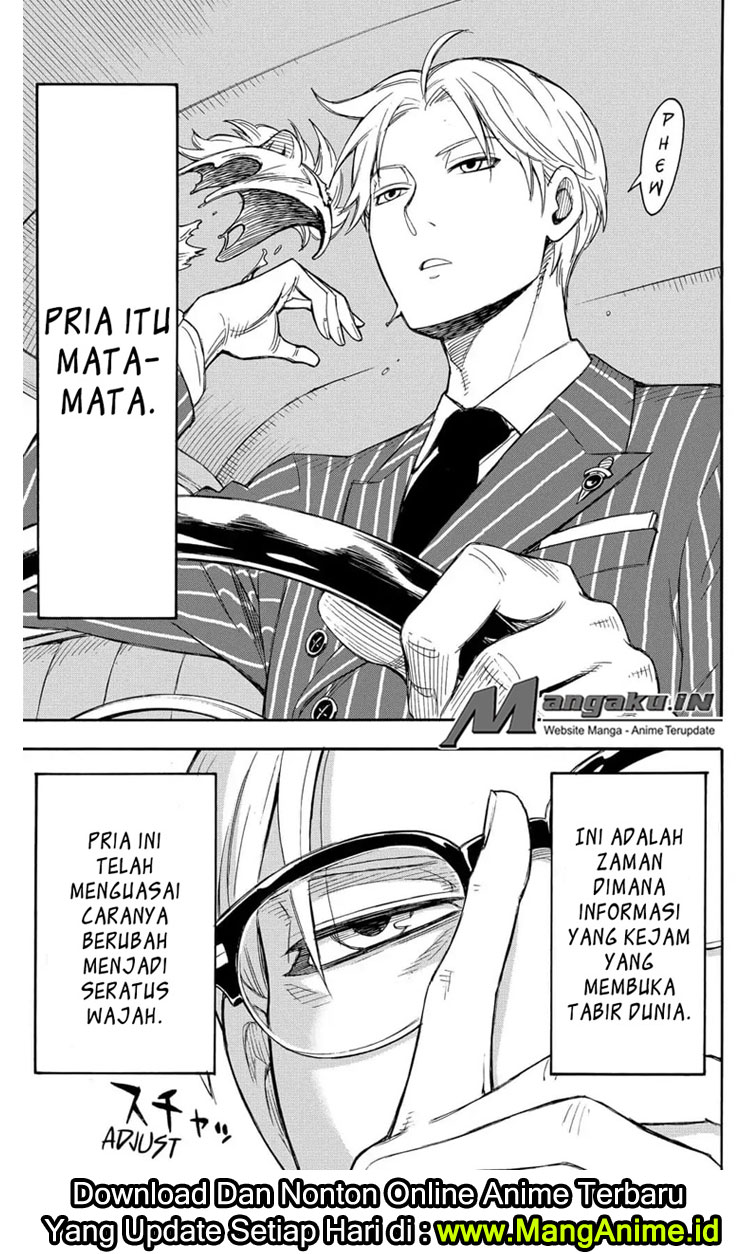 PHEW
PRIA ITU
MATA-
MATA.
Mangaku.IN
Website Manga - Anime Terupdate
INI ADALAH
ZAMAN
DIMANA
INFORMASI
YANG KEJAM
YANG
MEMBUKA
TABIR DUNIA.
PRIA INI
TELAH
MENGUASAI
CARANYA
BERUBAH
MENJADI
SERATUS
WAJAH.
スチャッ
ADJUST
Download Dan Nonton Online Anime Terbaru
Yang Update Setiap Hari di : www.MangAnime.id